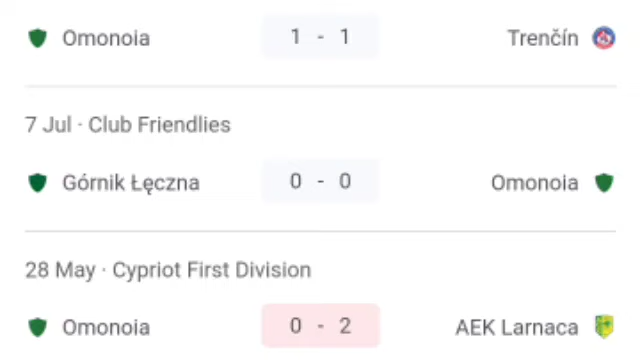 Omonoia 1 - 1 Trenčín
7 Jul · Club Friendlies
Górnik Łęczna 0 - 0 Omonoia
28 May · Cypriot First Division
Omonoia 0 - 2 AEK Larnaca